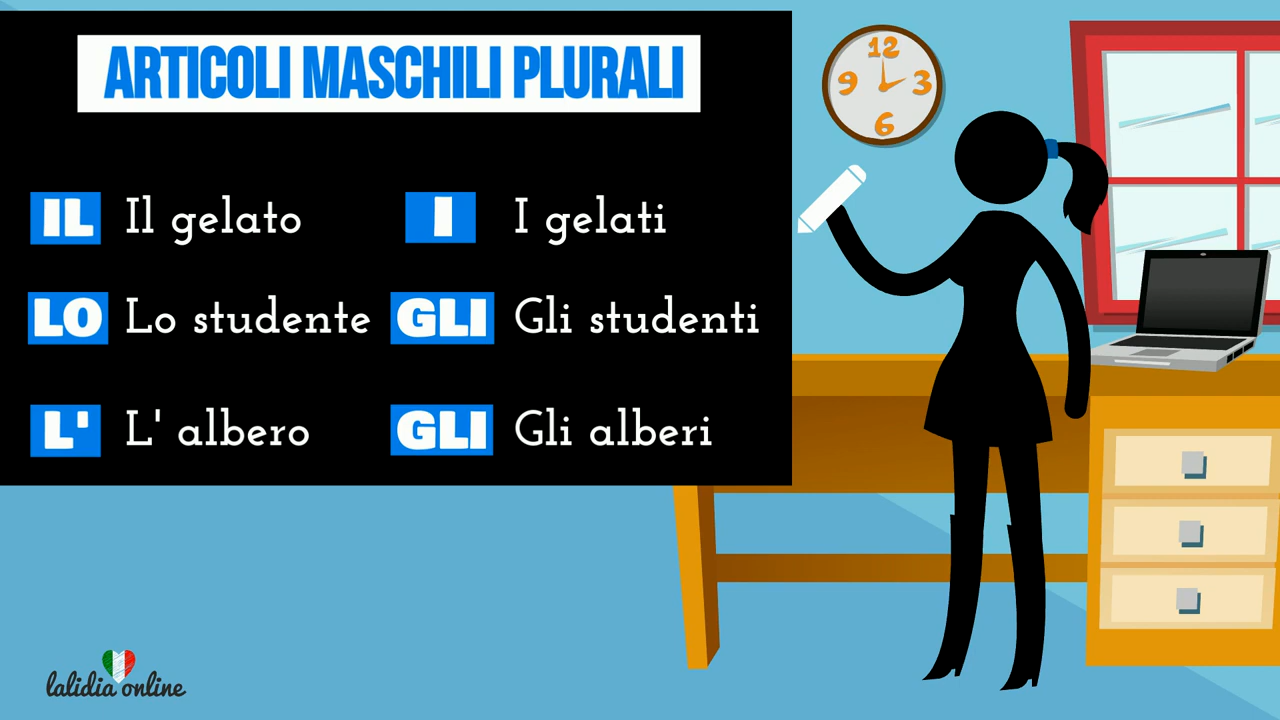 ARTICOLI MASCHILI PLURALI
IL Il gelato I I gelati
LO Lo studente GLI Gli studenti
L' L' albero GLI Gli alberi
12
9 3
6
lalidia online